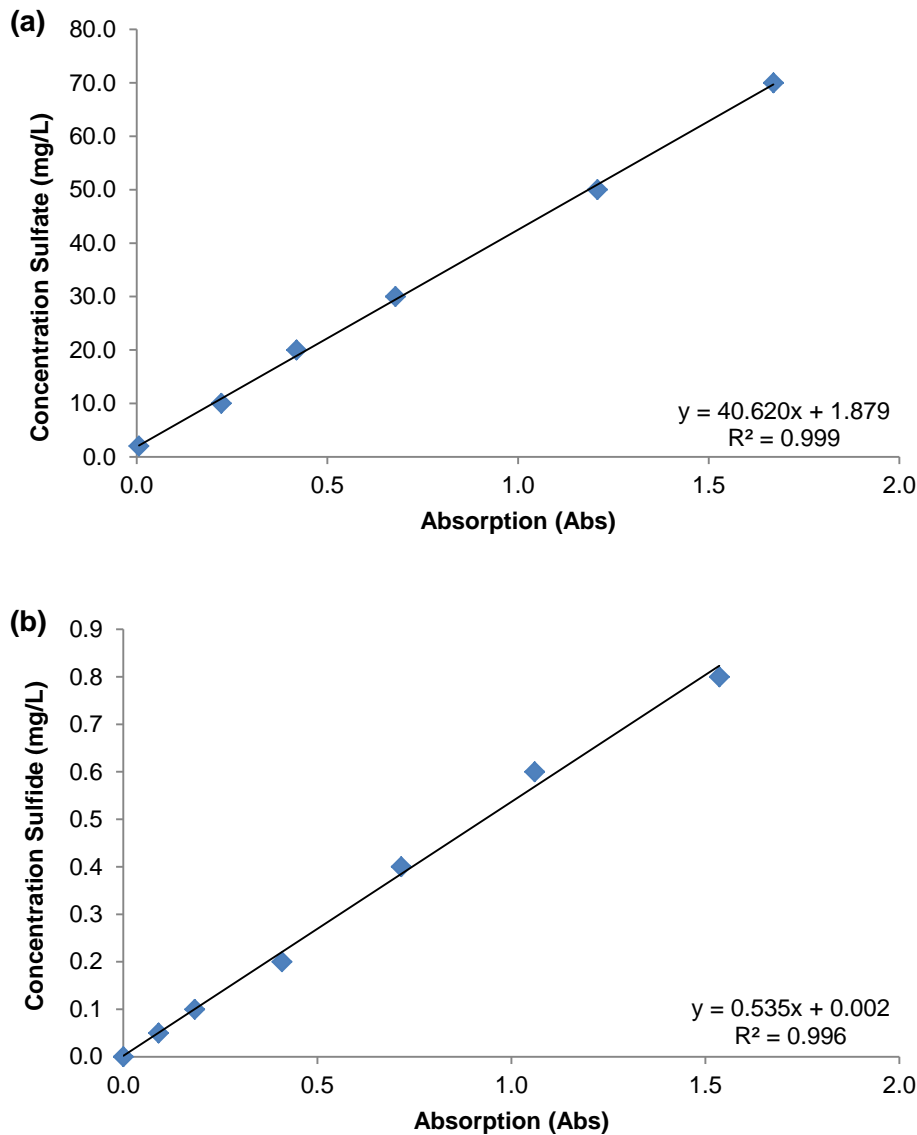 (a)
80.0
70.0
60.0
50.0
40.0
30.0
20.0
10.0
0.0
Concentration Sulfate (mg/L)
y = 40.620x + 1.879
R² = 0.999
0.0 0.5 1.0 1.5 2.0
Absorption (Abs)
(b)
0.9
0.8
0.7
0.6
0.5
0.4
0.3
0.2
0.1
0.0
Concentration Sulfide (mg/L)
y = 0.535x + 0.002
R² = 0.996
0.0 0.5 1.0 1.5 2.0
Absorption (Abs)